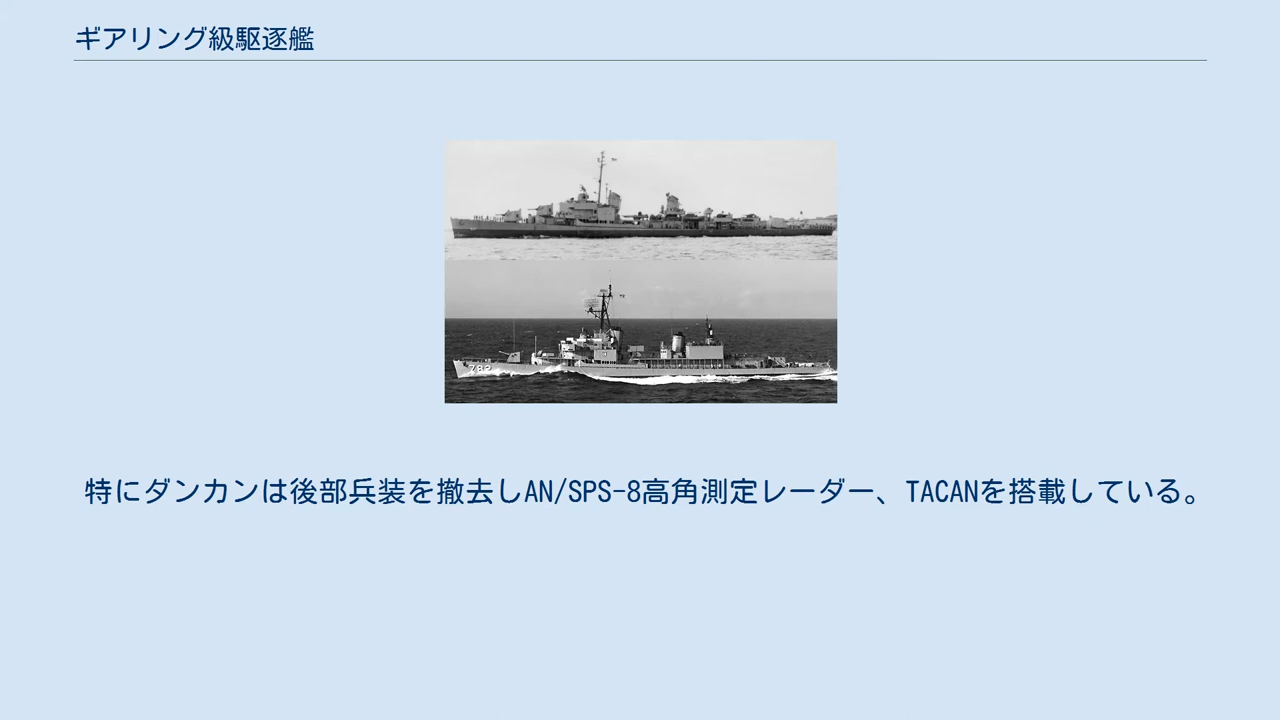 ギアリング級駆逐艦
782
特にダンカンは後部兵装を撤去しAN/SPS-8高角測定レーダー、TACANを搭載している。